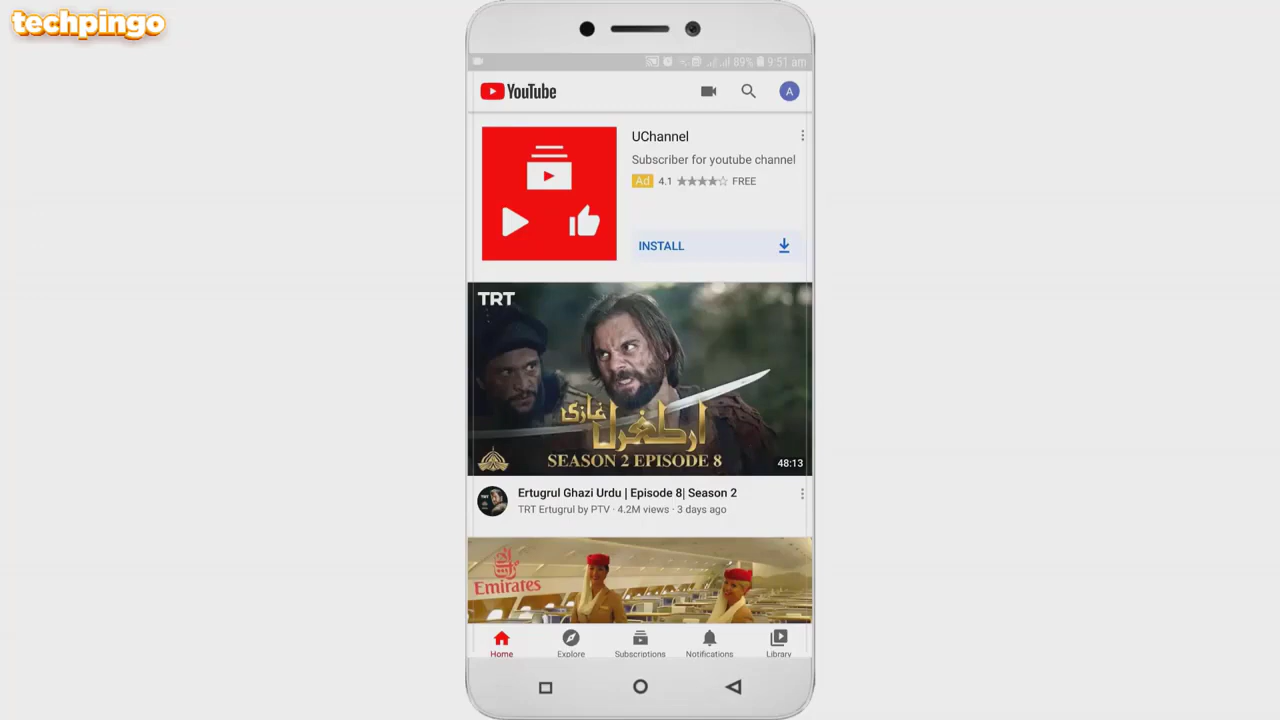 techpingo
89% 9:51 am
YouTube
A
UChannel
Subscriber for youtube channel
Ad 4.1 FREE
INSTALL
TRT
ارطغرل غازی
SEASON 2 EPISODE 8
48:13
TRT
Ertugrul Ghazi Urdu | Episode 8| Season 2
TRT Ertugrul by PTV · 4.2M views · 3 days ago
Emirates
Home Explore Subscriptions Notifications Library